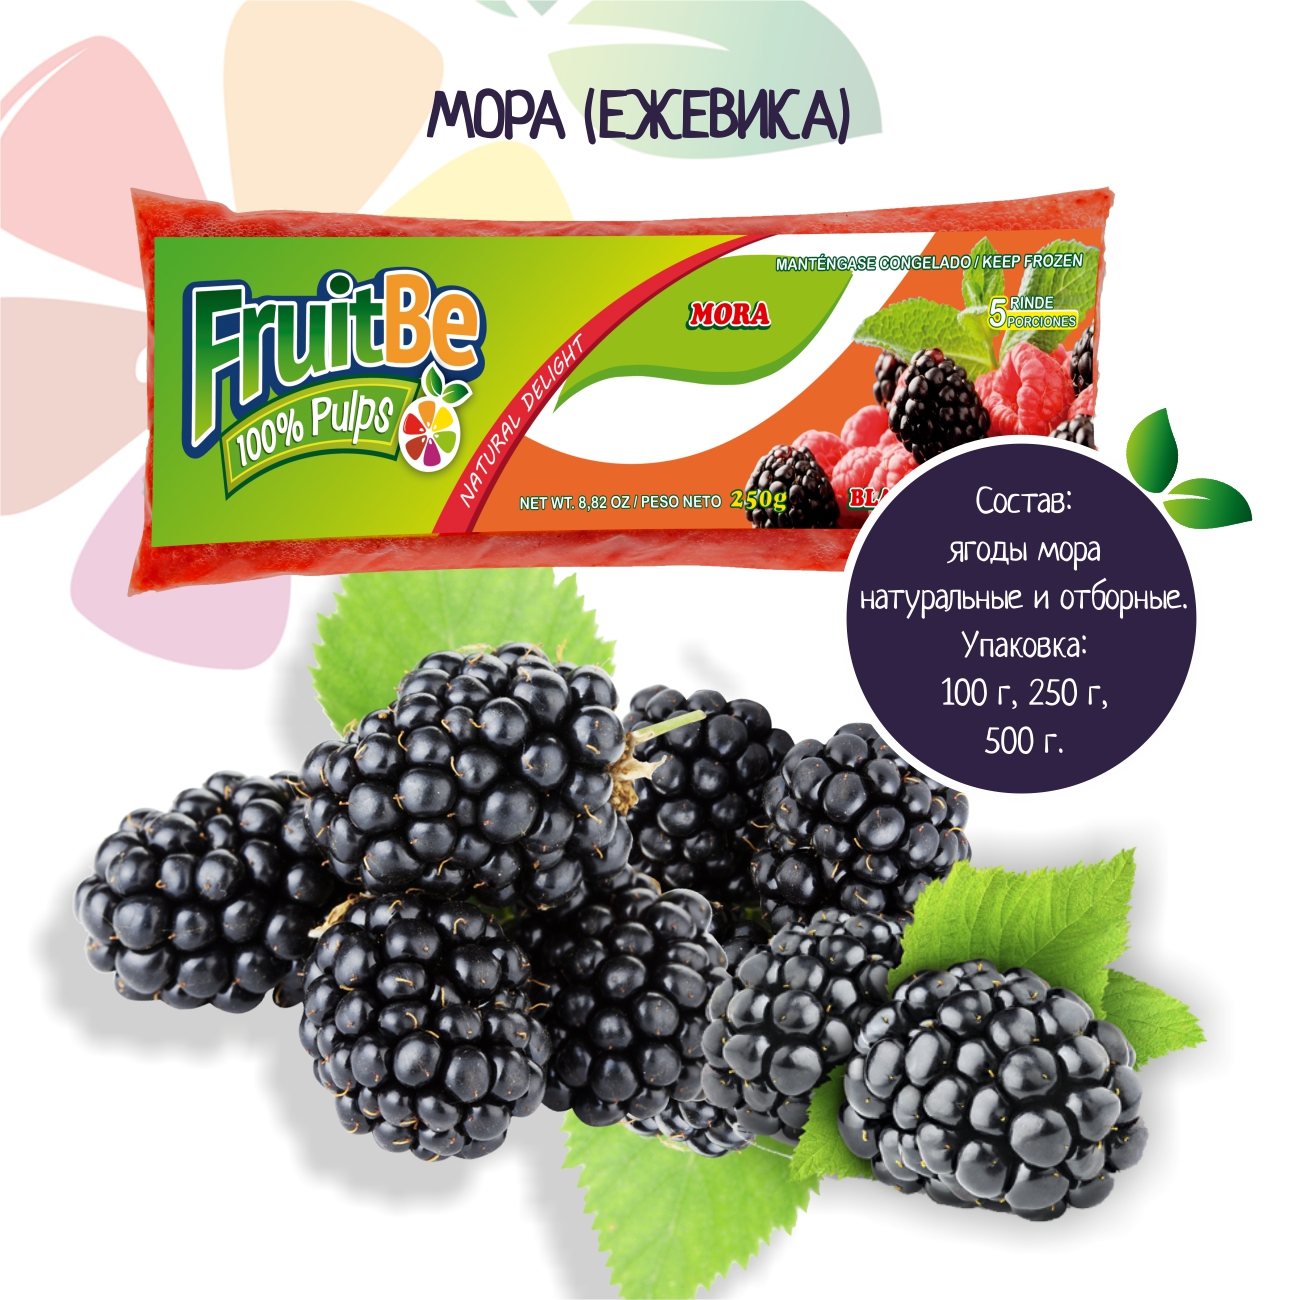 МОРА (ЕЖЕВИКА)
MANTÉNGASE CONGELADO / KEEP FROZEN
FruitBe
100% Pulps
NATURAL DELIGHT
MORA
5 RINDE
PORCIONES
NET WT. 8,82 OZ / PESO NETO 250g
Состав:
ягоды мора
натуральные и отборные.
Упаковка:
100 г, 250 г,
500 г.